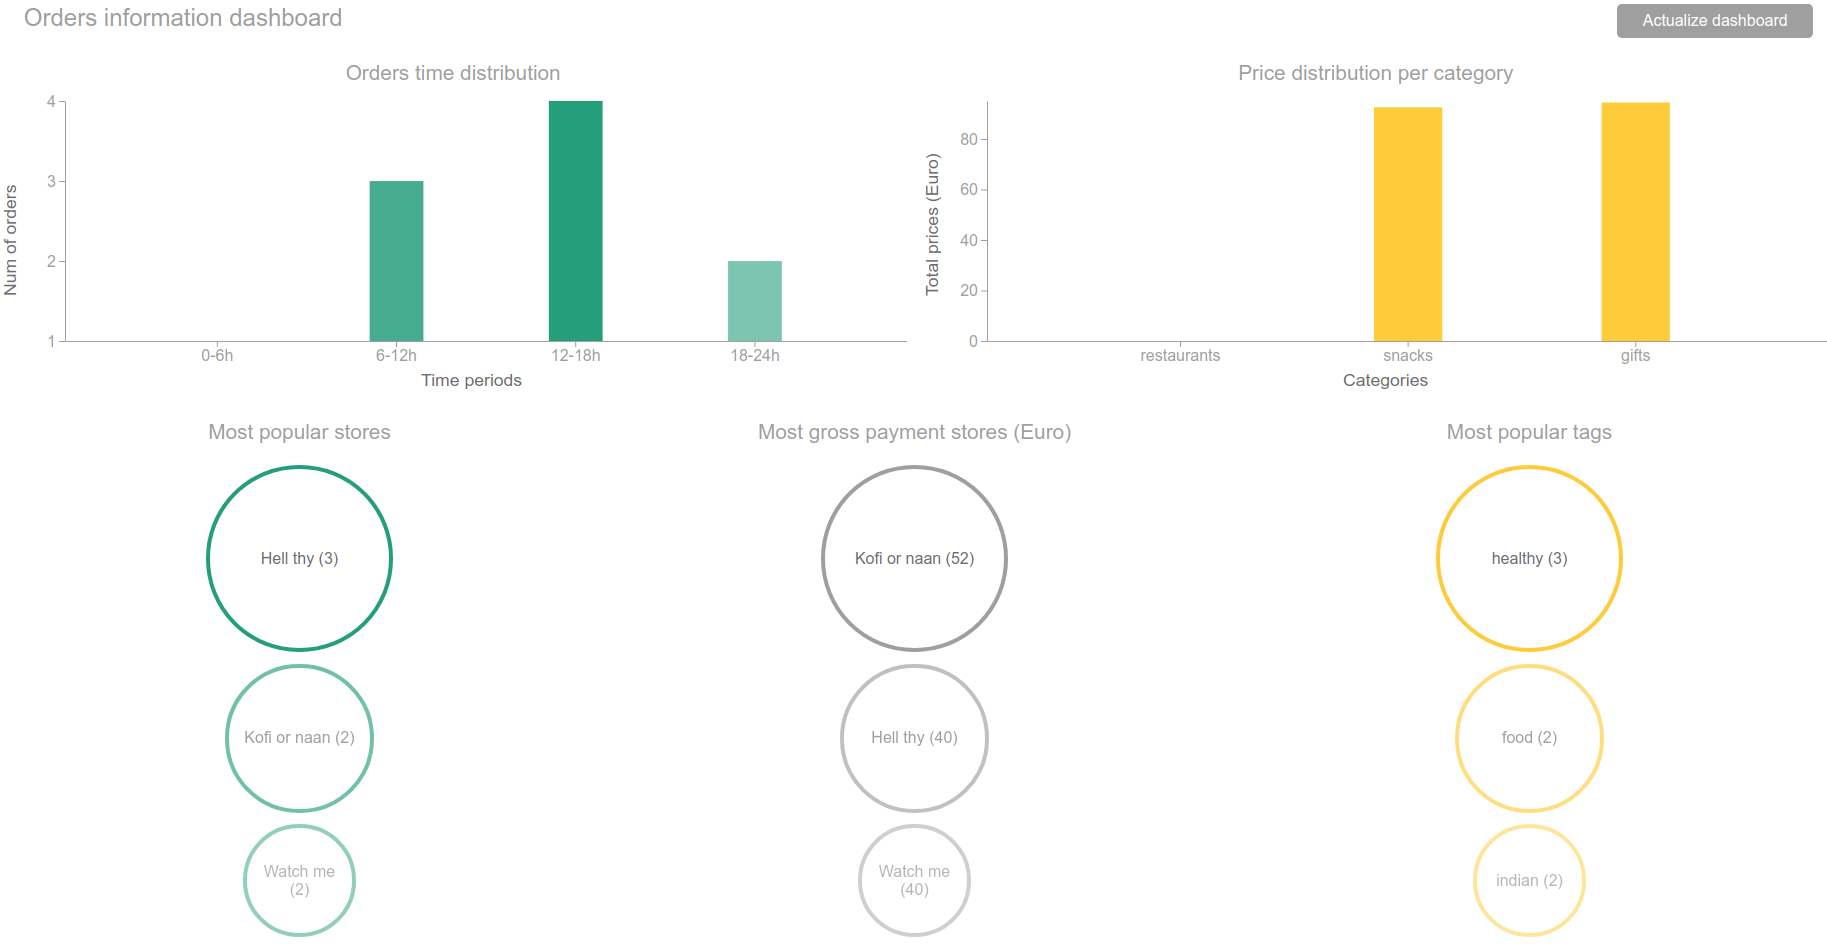 Orders information dashboard
Actualize dashboard
Orders time distribution
4
3
2
1
Num of orders
0-6h
6-12h
12-18h
18-24h
Time periods
Price distribution per category
80
60
40
20
0
Total prices (Euro)
restaurants
snacks
gifts
Categories
Most popular stores
Hell thy (3)
Kofi or naan (2)
Watch me
(2)
Most gross payment stores (Euro)
Kofi or naan (52)
Hell thy (40)
Watch me
(40)
Most popular tags
healthy (3)
food (2)
indian (2)